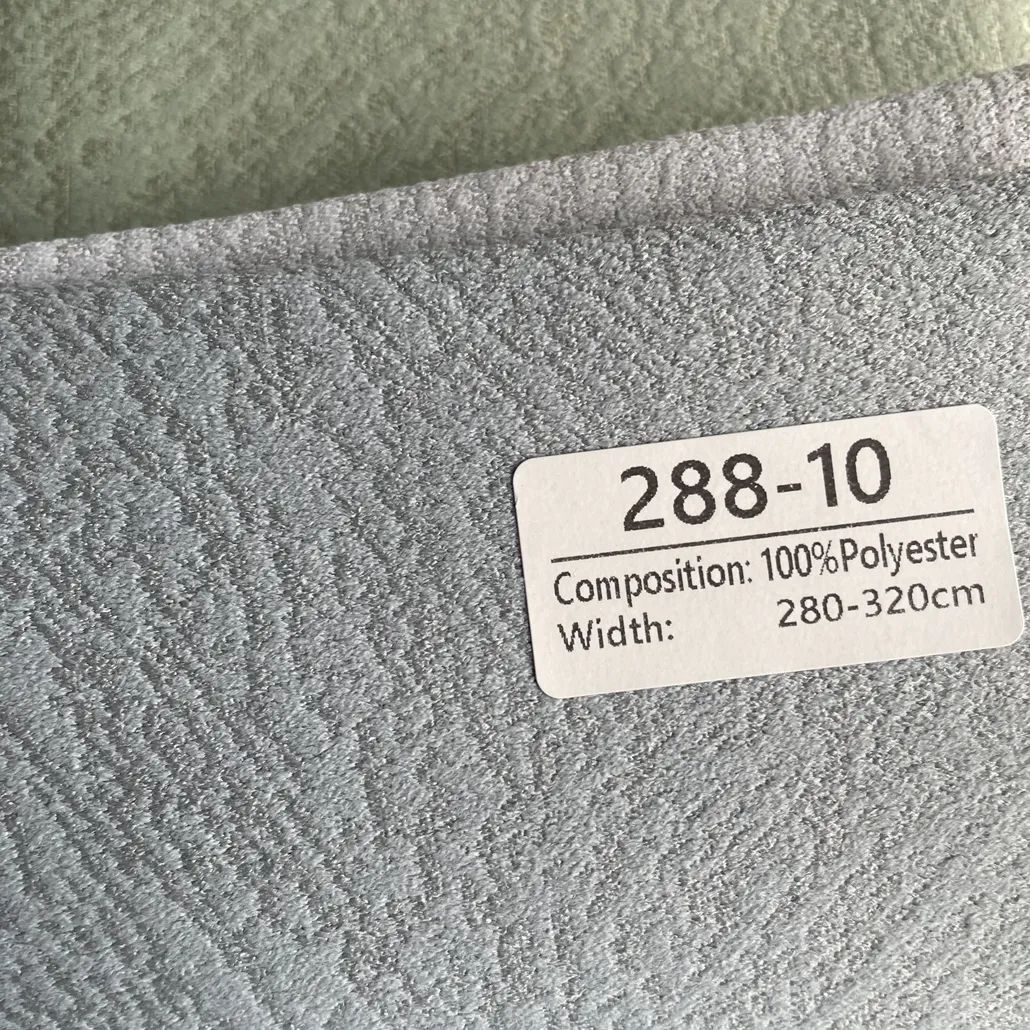 288-10
Composition: 100%Polyester
Width: 280-320cm